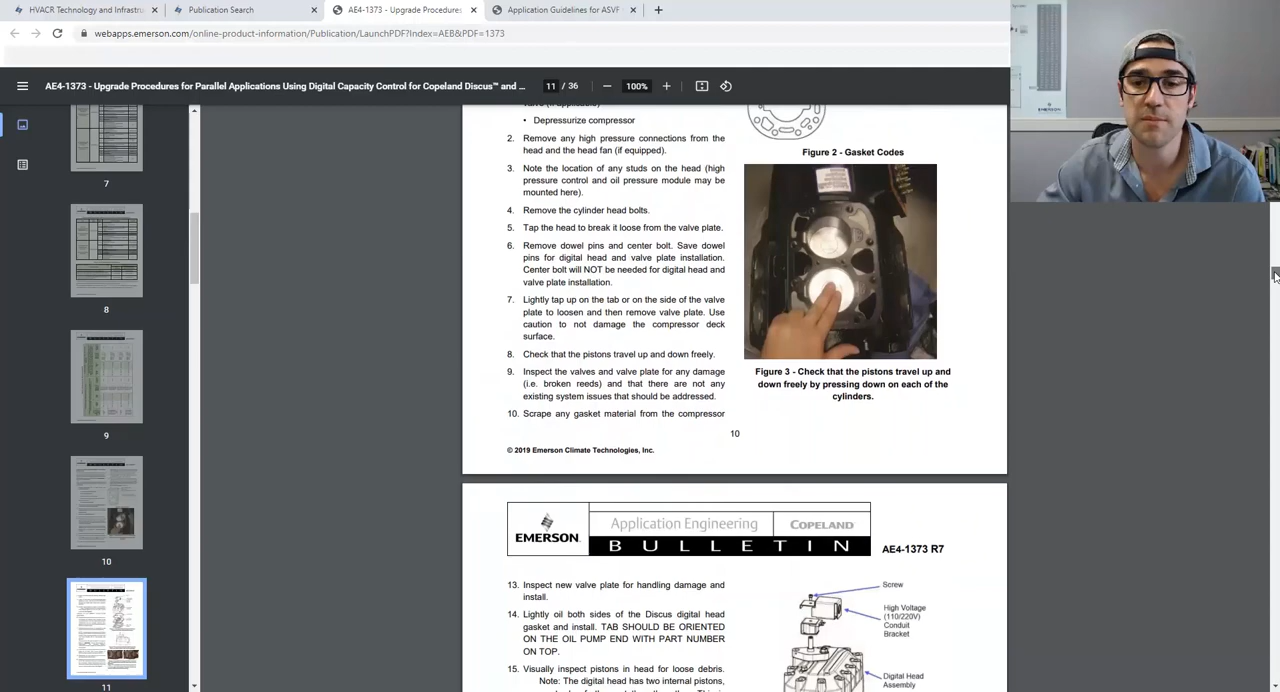 HVACR Technology and Infrastru
Publication Search
AE4-1373 - Upgrade Procedures
Application Guidelines for ASVF
webapps.emerson.com/online-product-information/Publication/LaunchPDF?Index=AEB&PDF=1373
AE4-1373 - Upgrade Procedures for Parallel Applications Using Digital Capacity Control for Copeland Discus™ and ...
11 / 36
100%
7
8
9
10
11
• Depressurize compressor
2. Remove any high pressure connections from the
head and the head fan (if equipped).
3. Note the location of any studs on the head (high
pressure control and oil pressure module may be
mounted here).
4. Remove the cylinder head bolts.
5. Tap the head to break it loose from the valve plate.
6. Remove dowel pins and center bolt. Save dowel
pins for digital head and valve plate installation.
Center bolt will NOT be needed for digital head and
valve plate installation.
7. Lightly tap up on the tab or on the side of the valve
plate to loosen and then remove valve plate. Use
caution to not damage the compressor deck
surface.
8. Check that the pistons travel up and down freely.
9. Inspect the valves and valve plate for any damage
(i.e. broken reeds) and that there are not any
existing system issues that should be addressed.
10. Scrape any gasket material from the compressor
Figure 2 - Gasket Codes
Figure 3 - Check that the pistons travel up and
down freely by pressing down on each of the
cylinders.
10
© 2019 Emerson Climate Technologies, Inc.
EMERSON
Application Engineering
COPELAND
BULLETIN
AE4-1373 R7
13. Inspect new valve plate for handling damage and
install.
14. Lightly oil both sides of the Discus digital head
gasket and install. TAB SHOULD BE ORIENTED
ON THE OIL PUMP END WITH PART NUMBER
ON TOP.
15. Visually inspect pistons in head for loose debris.
Note: The digital head has two internal pistons,
Screw
High Voltage
(110/220V)
Conduit
Bracket
Digital Head
Assembly
EMERSON